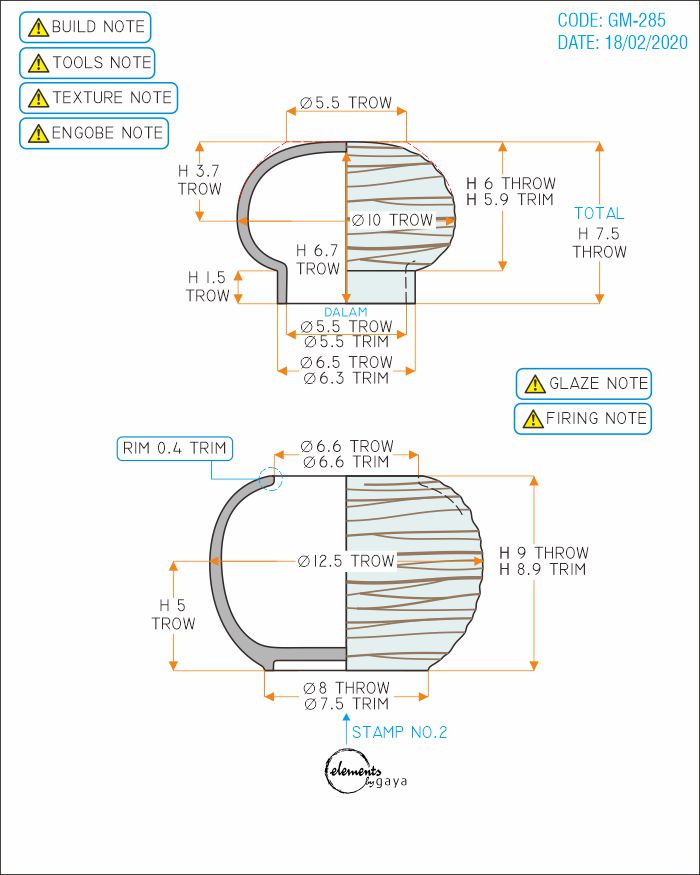 BUILD NOTE
TOOLS NOTE
TEXTURE NOTE
ENGOBE NOTE
CODE: GM-285
DATE: 18/02/2020
Ø5.5 TROW
H 3.7
TROW
H 6 THROW
H 5.9 TRIM
TOTAL
H 7.5
THROW
Ø10 TROW
H 6.7
TROW
H 1.5
TROW
DALAM
Ø5.5 TROW
Ø5.5 TRIM
Ø6.5 TROW
Ø6.3 TRIM
GLAZE NOTE
FIRING NOTE
RIM 0.4 TRIM
Ø6.6 TROW
Ø6.6 TRIM
Ø12.5 TROW
H 9 THROW
H 8.9 TRIM
H 5
TROW
Ø8 THROW
Ø7.5 TRIM
STAMP NO.2
elements
by gaya